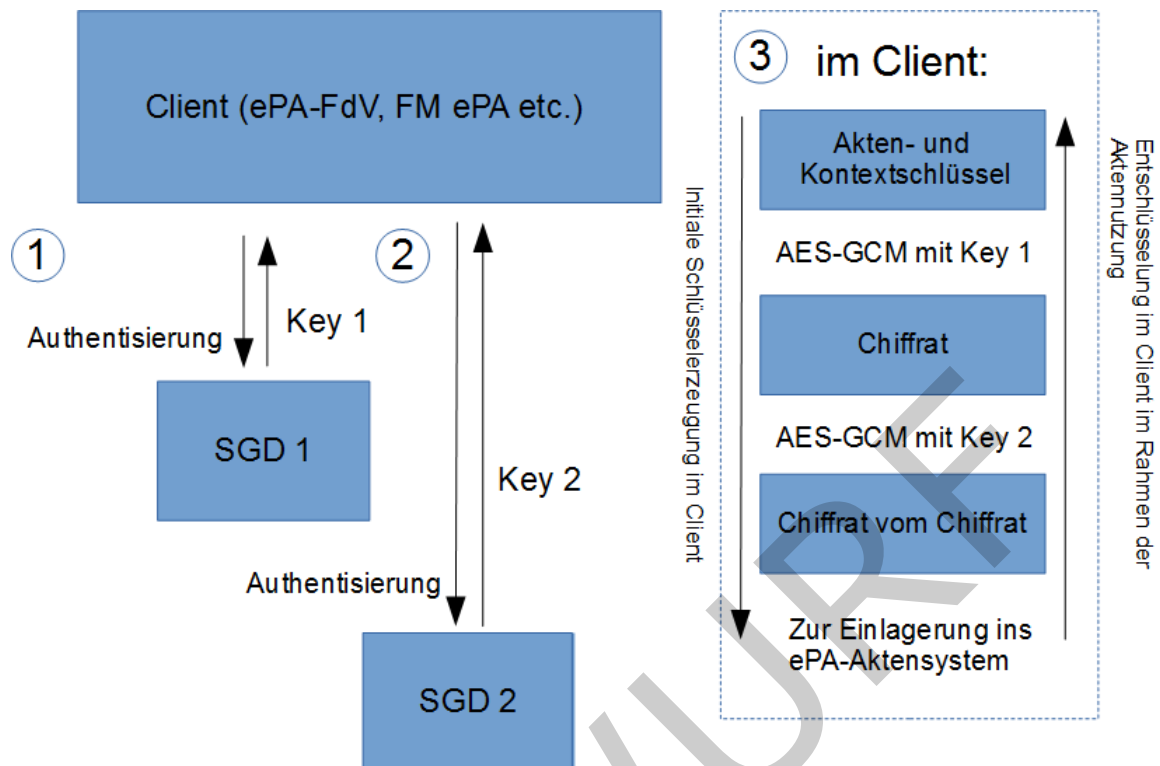 Client (ePA-FdV, FM ePA etc.)
1
Authentisierung
Key 1
SGD 1
2
Authentisierung
Key 2
SGD 2
3
im Client:
Initiale Schlüsselerzeugung im Client
Akten- und
Kontextschlüssel
AES-GCM mit Key 1
Chiffrat
AES-GCM mit Key 2
Chiffrat vom Chiffrat
Zur Einlagerung ins
ePA-Aktensystem
Entschlüsselung im Client im Rahmen der
Aktennutzung
WURF